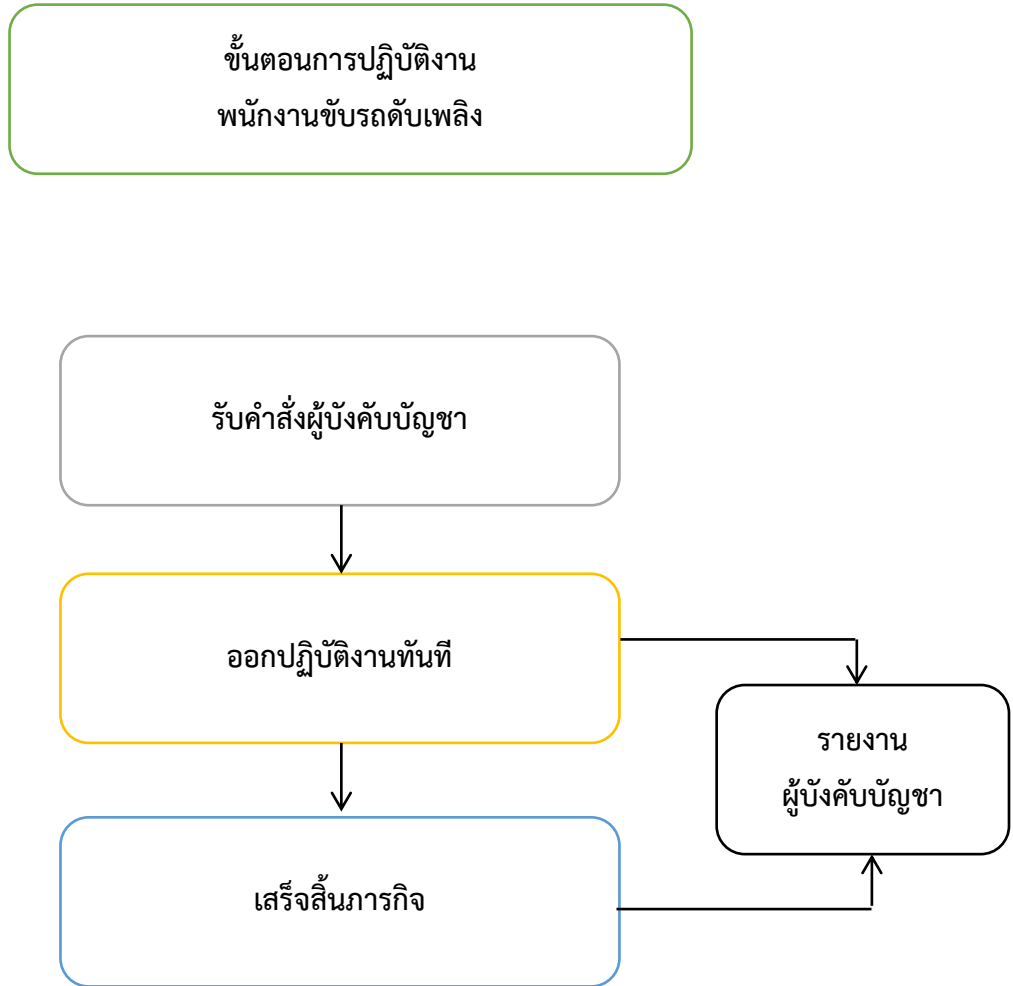 ขั้นตอนการปฏิบัติงาน
พนักงานขับรถดับเพลิง
รับคำสั่งผู้บังคับบัญชา
ออกปฏิบัติงานทันที
รายงาน
ผู้บังคับบัญชา
เสร็จสิ้นภารกิจ